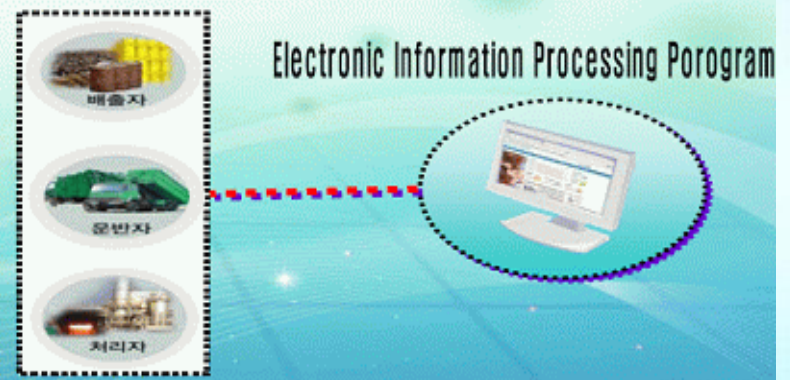 Electronic Information Processing Porogram
배출자
운반자
처리자